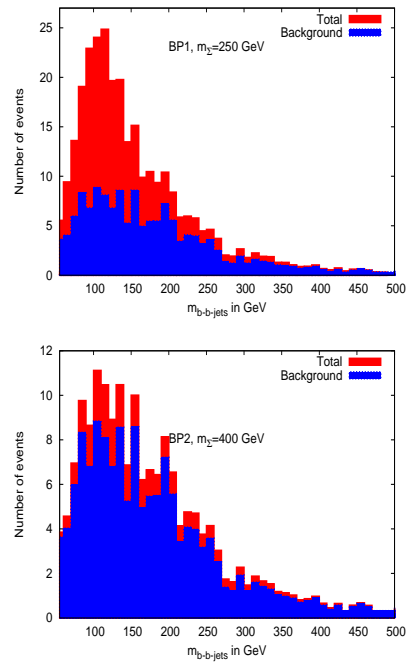 Number of events
25
20
15
10
5
0
Total
Background
BP1, mΣ=250 GeV
100 150 200 250 300 350 400 450 500
mb-b-jets in GeV
Number of events
12
10
8
6
4
2
0
Total
Background
BP2, mΣ=400 GeV
100 150 200 250 300 350 400 450 500
mb-b-jets in GeV